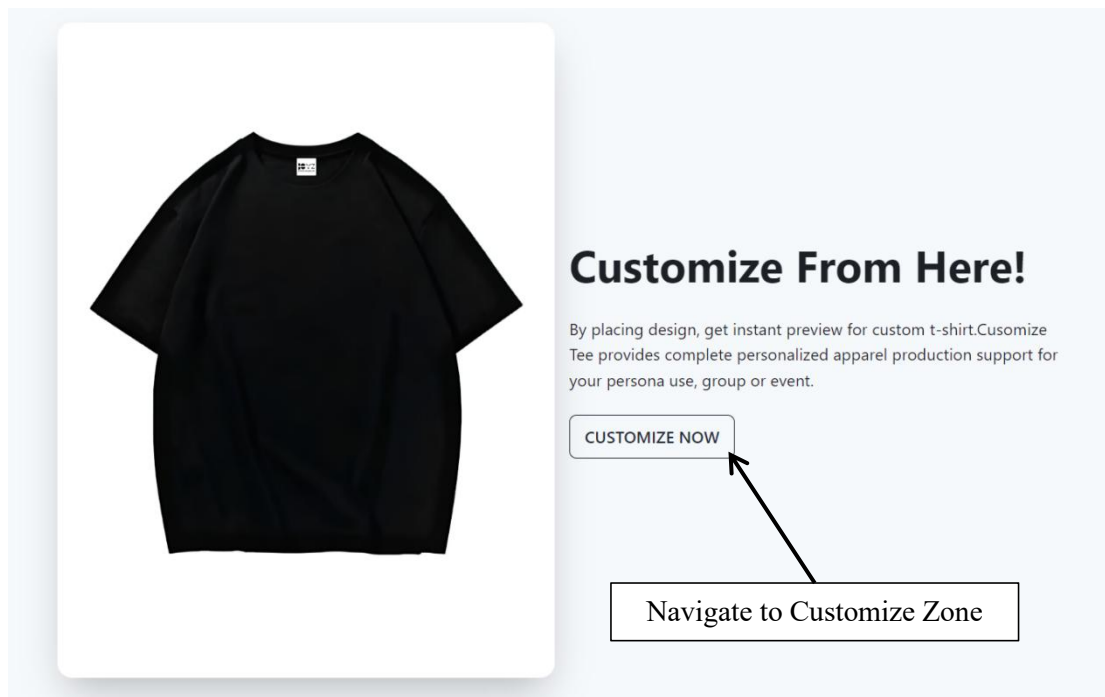 Customize From Here!
By placing design, get instant preview for custom t-shirt.Cusomize
Tee provides complete personalized apparel production support for
your persona use, group or event.
CUSTOMIZE NOW
Navigate to Customize Zone